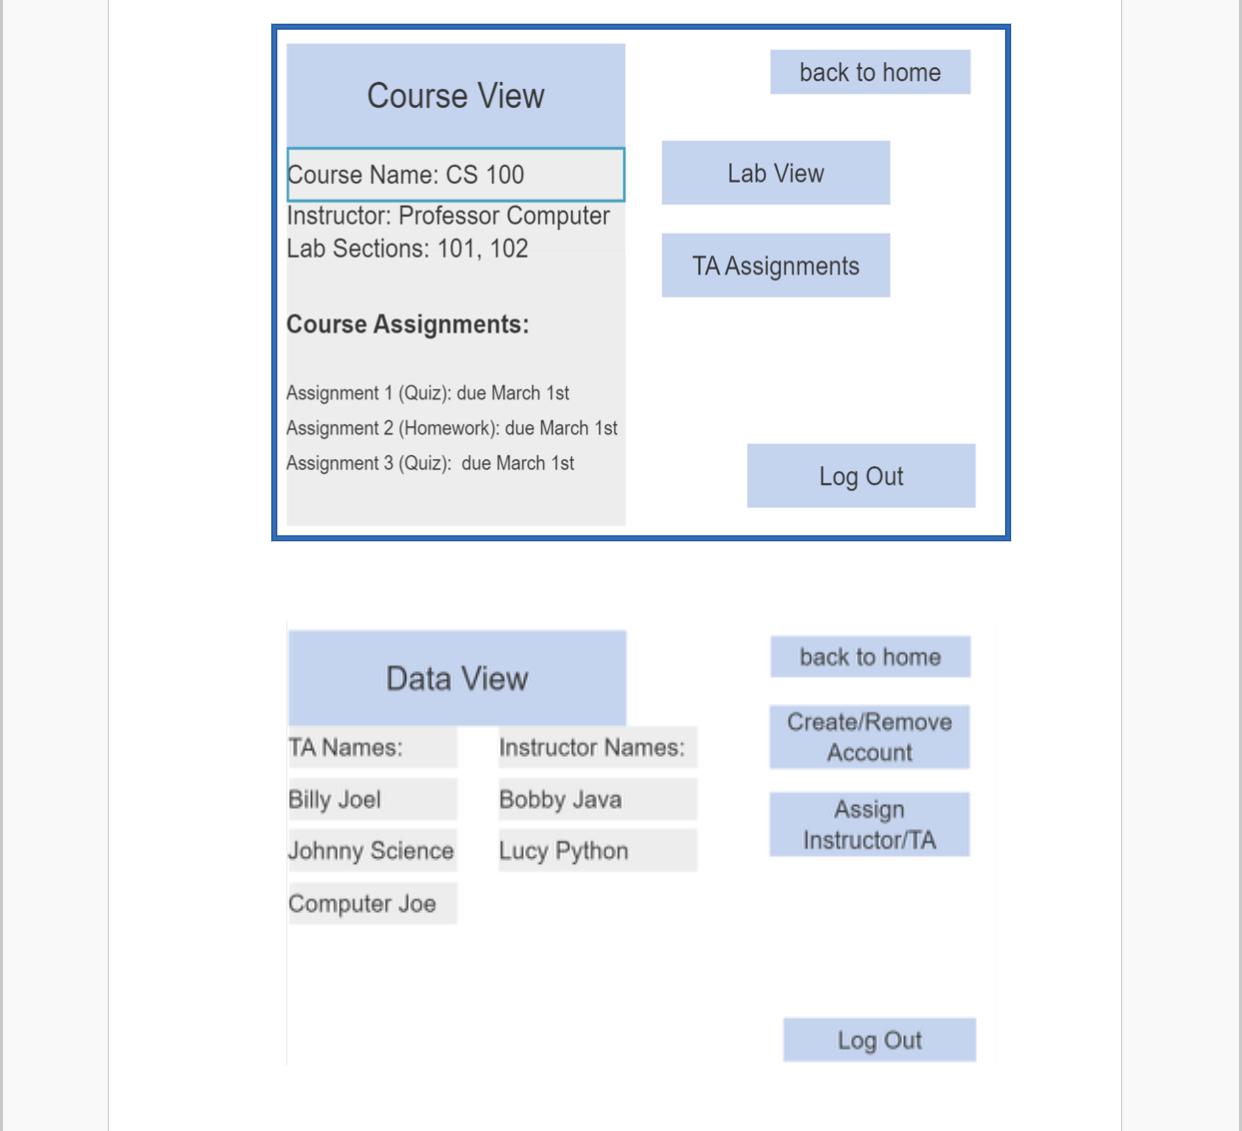 Course View
back to home
Course Name: CS 100
Lab View
Instructor: Professor Computer
Lab Sections: 101, 102
TA Assignments
Course Assignments:
Assignment 1 (Quiz): due March 1st
Assignment 2 (Homework): due March 1st
Assignment 3 (Quiz):  due March 1st
Log Out
Data View
back to home
Create/Remove
Account
TA Names:
Instructor Names:
Billy Joel
Bobby Java
Assign
Instructor/TA
Johnny Science
Lucy Python
Computer Joe
Log Out